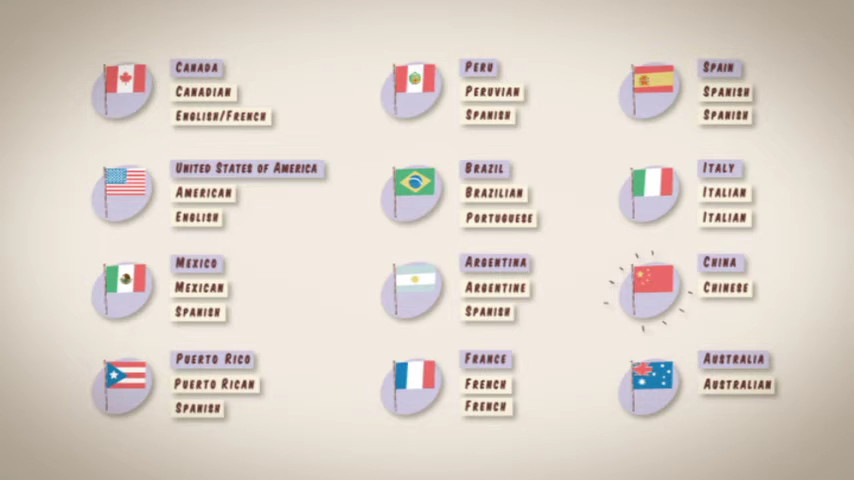 CANADA
CANADIAN
ENGLISH/FRENCH
UNITED STATES OF AMERICA
AMERICAN
ENGLISH
MEXICO
MEXICAN
SPANISH
PUERTO RICO
PUERTO RICAN
SPANISH
PERU
PERUVIAN
SPANISH
BRAZIL
BRAZILIAN
PORTUGUESE
ARGENTINA
ARGENTINE
SPANISH
FRANCE
FRENCH
FRENCH
SPAIN
SPANISH
SPANISH
ITALY
ITALIAN
ITALIAN
CHINA
CHINESE
AUSTRALIA
AUSTRALIAN